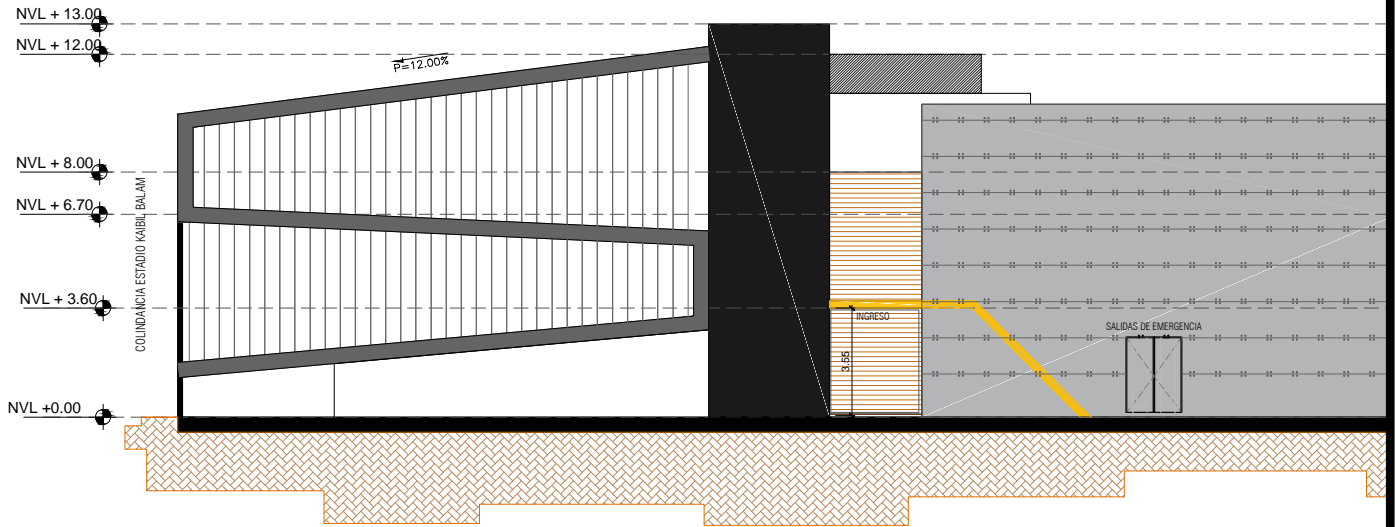 NVL + 13.00
NVL + 12.00
P=12.00%
NVL + 8.00
NVL + 6.70
COLINDANCIA ESTADIO KAIBIL BALAM
NVL + 3.60
INGRESO
SALIDAS DE EMERGENCIA
3.55
NVL +0.00